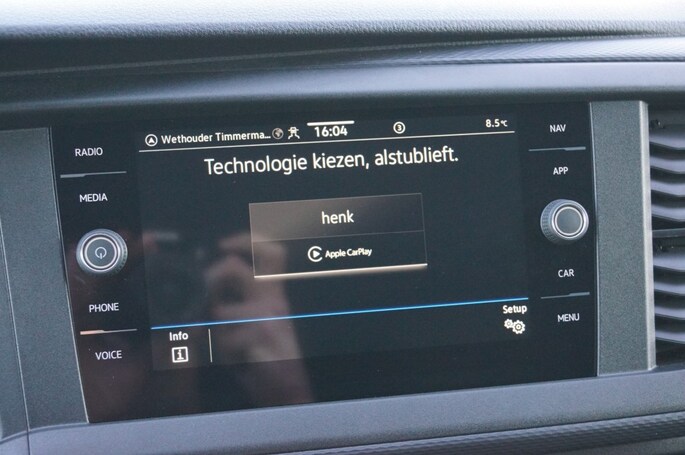 RADIO
MEDIA
PHONE
VOICE
Wethouder Timmerma...
16:04
3
8.5°C
Technologie kiezen, alstublieft.
henk
Apple CarPlay
Info
i
Setup
NAV
APP
CAR
MENU